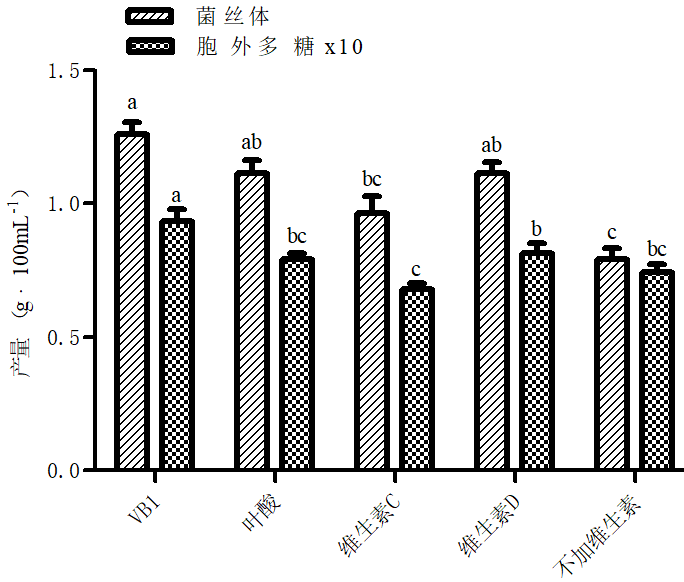 菌丝体
胞外多糖x10
产量 (g · 100mL⁻¹)
1.5
1.0
0.5
0.0
a
a
ab
bc
bc
c
ab
b
c
bc
VB1
叶酸
维生素C
维生素D
不加维生素